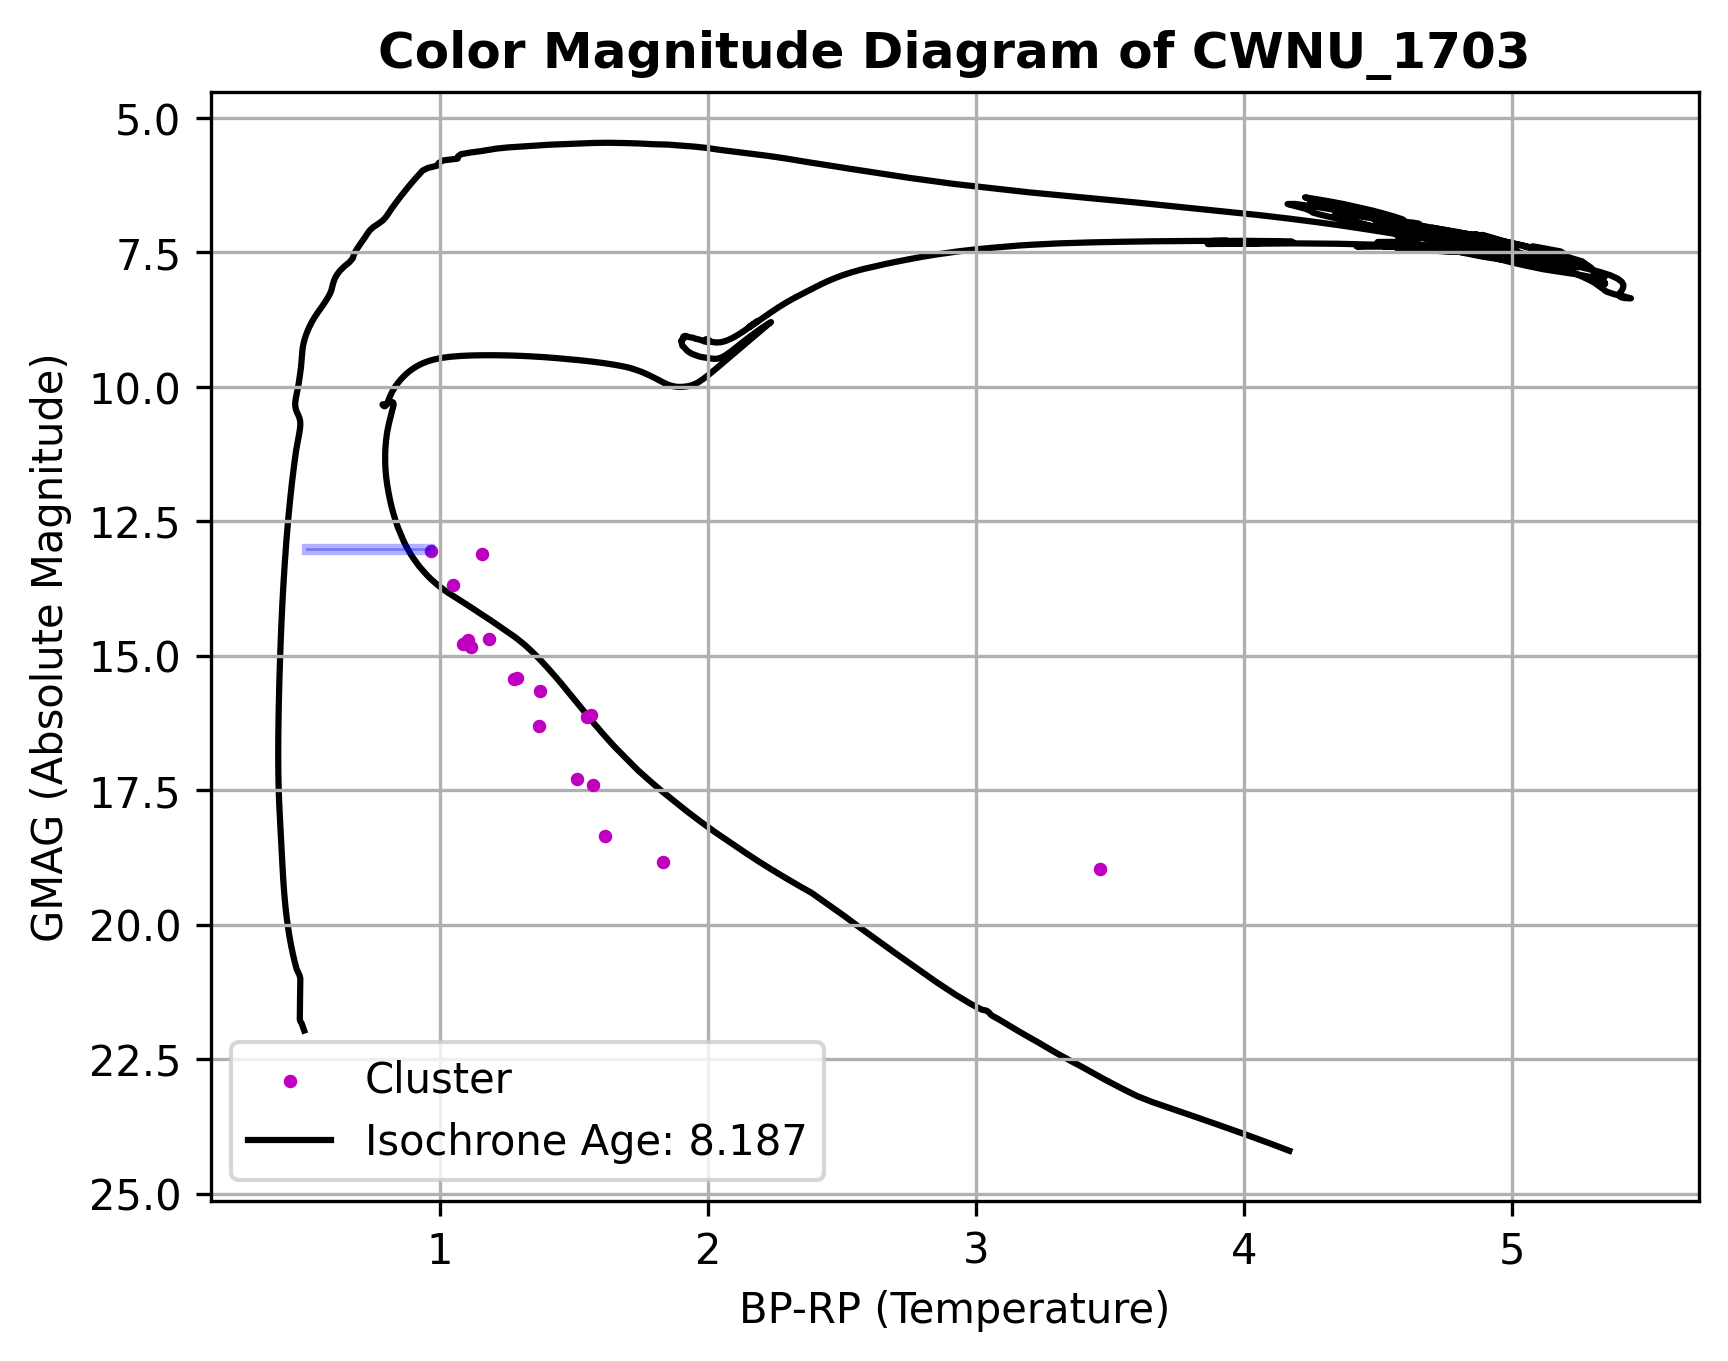 Color Magnitude Diagram of CWNU_1703
GMAG (Absolute Magnitude)
5.0
7.5
10.0
12.5
15.0
17.5
20.0
22.5
25.0
Cluster
Isochrone Age: 8.187
1 2 3 4 5
BP-RP (Temperature)